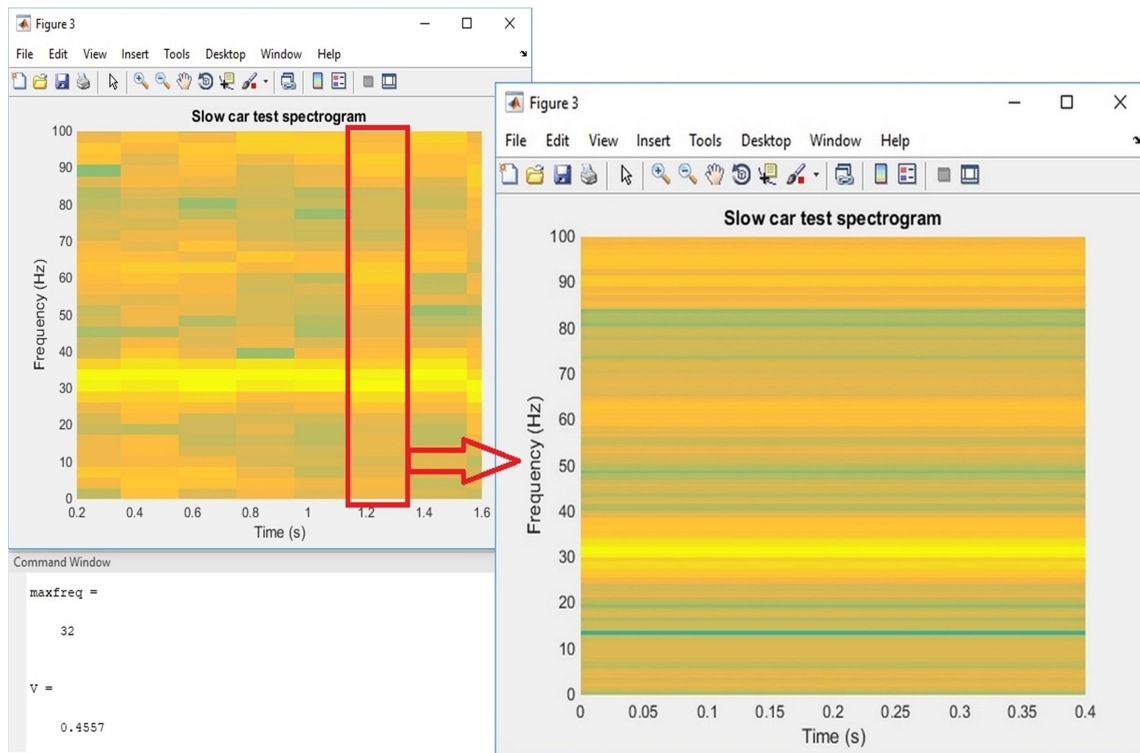 Figure 3
File Edit View Insert Tools Desktop Window Help
Slow car test spectrogram
Frequency (Hz)
100
90
80
70
60
50
40
30
20
10
0
0.2 0.4 0.6 0.8 1 1.2 1.4 1.6
Time (s)
Command Window
maxfreq =
32
V =
0.4557
Figure 3
File Edit View Insert Tools Desktop Window Help
Slow car test spectrogram
Frequency (Hz)
100
90
80
70
60
50
40
30
20
10
0
0 0.05 0.1 0.15 0.2 0.25 0.3 0.35 0.4
Time (s)